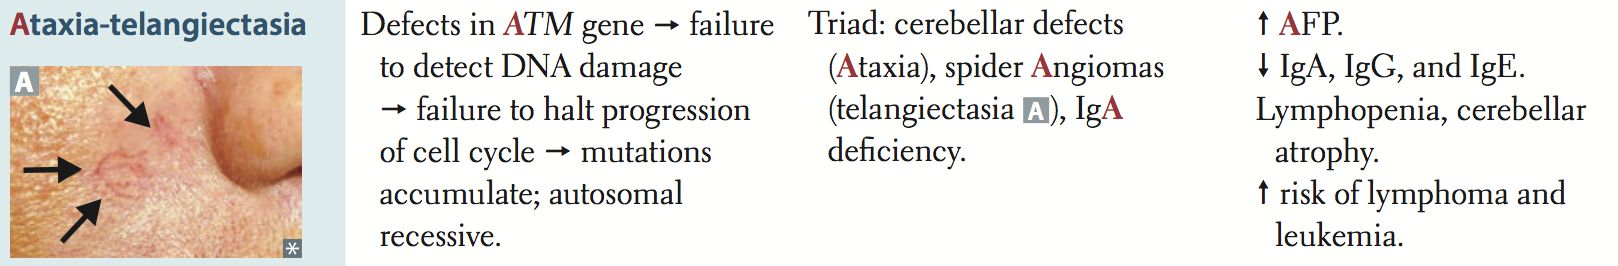 Ataxia-telangiectasia
A
*
Defects in ATM gene → failure
to detect DNA damage
→ failure to halt progression
of cell cycle → mutations
accumulate; autosomal
recessive.
Triad: cerebellar defects
(Ataxia), spider Angiomas
(telangiectasia A), IgA
deficiency.
↑ AFP.
↓ IgA, IgG, and IgE.
Lymphopenia, cerebellar
atrophy.
↑ risk of lymphoma and
leukemia.